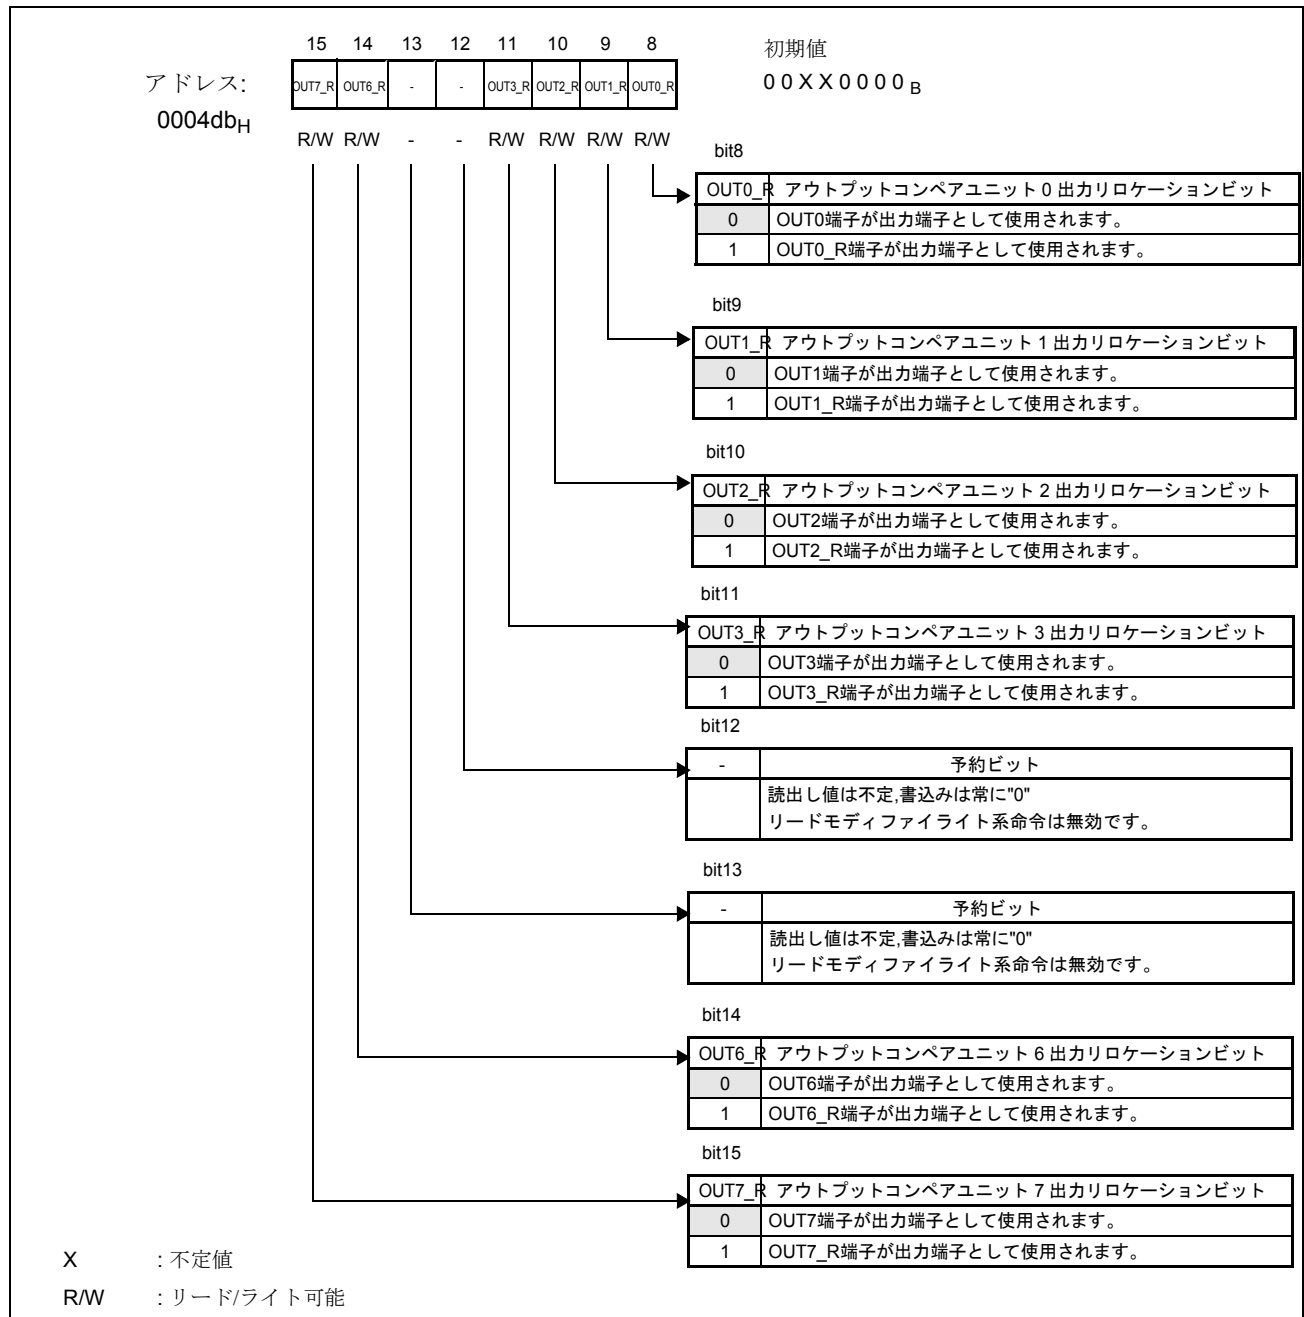 15 14 13 12 11 10 9 8
初期値
アドレス:
OUT7_R OUT6_R - - OUT3_R OUT2_R OUT1_R OUT0_R
0 0 X X 0 0 0 0 B
0004dbH
R/W R/W - - R/W R/W R/W R/W
bit8
OUT0_R アウトプットコンペアユニット 0 出力リロケーションビット
0 OUT0端子が出力端子として使用されます。
1 OUT0_R端子が出力端子として使用されます。
bit9
OUT1_R アウトプットコンペアユニット 1 出力リロケーションビット
0 OUT1端子が出力端子として使用されます。
1 OUT1_R端子が出力端子として使用されます。
bit10
OUT2_R アウトプットコンペアユニット 2 出力リロケーションビット
0 OUT2端子が出力端子として使用されます。
1 OUT2_R端子が出力端子として使用されます。
bit11
OUT3_R アウトプットコンペアユニット 3 出力リロケーションビット
0 OUT3端子が出力端子として使用されます。
1 OUT3_R端子が出力端子として使用されます。
bit12
- 予約ビット
読出し値は不定,書込みは常に"0"
リードモディファイライト系命令は無効です。
bit13
- 予約ビット
読出し値は不定,書込みは常に"0"
リードモディファイライト系命令は無効です。
bit14
OUT6_R アウトプットコンペアユニット 6 出力リロケーションビット
0 OUT6端子が出力端子として使用されます。
1 OUT6_R端子が出力端子として使用されます。
bit15
OUT7_R アウトプットコンペアユニット 7 出力リロケーションビット
0 OUT7端子が出力端子として使用されます。
1 OUT7_R端子が出力端子として使用されます。
X : 不定値
R/W : リード/ライト可能